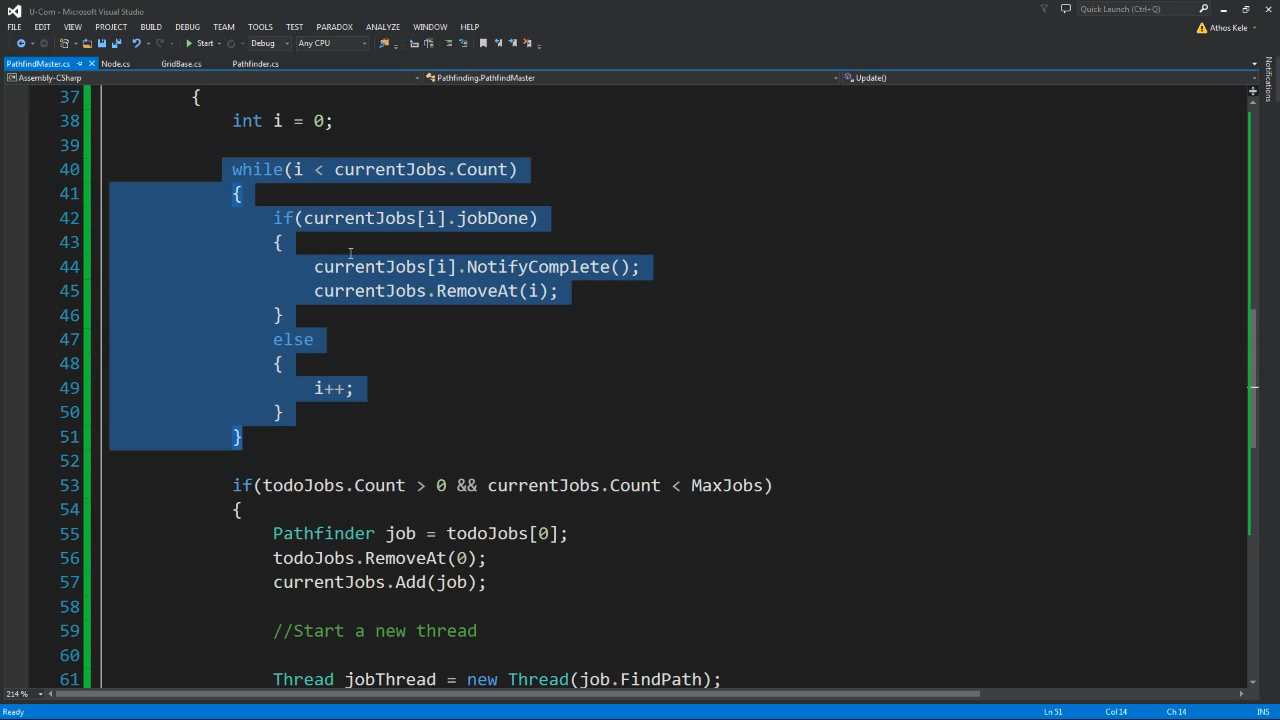 U-Com - Microsoft Visual Studio
Quick Launch (Ctrl+Q)
FILE EDIT VIEW PROJECT BUILD DEBUG TEAM TOOLS TEST PARADOX ANALYZE WINDOW HELP
Athos Kele
Start Debug Any CPU
PathfindMaster.cs Node.cs GridBase.cs Pathfinder.cs
Assembly-CSharp Pathfinding.PathfindMaster Update()
Notifications
37 {
38 int i = 0;
39
40 while(i < currentJobs.Count)
41 {
42 if(currentJobs[i].jobDone)
43 {
44 currentJobs[i].NotifyComplete();
45 currentJobs.RemoveAt(i);
46 }
47 else
48 {
49 i++;
50 }
51 }
52
53 if(todoJobs.Count > 0 && currentJobs.Count < MaxJobs)
54 {
55 Pathfinder job = todoJobs[0];
56 todoJobs.RemoveAt(0);
57 currentJobs.Add(job);
58
59 //Start a new thread
60
61 Thread jobThread = new Thread(job.FindPath);
214 %
Ready Ln 51 Col 14 Ch 14 INS